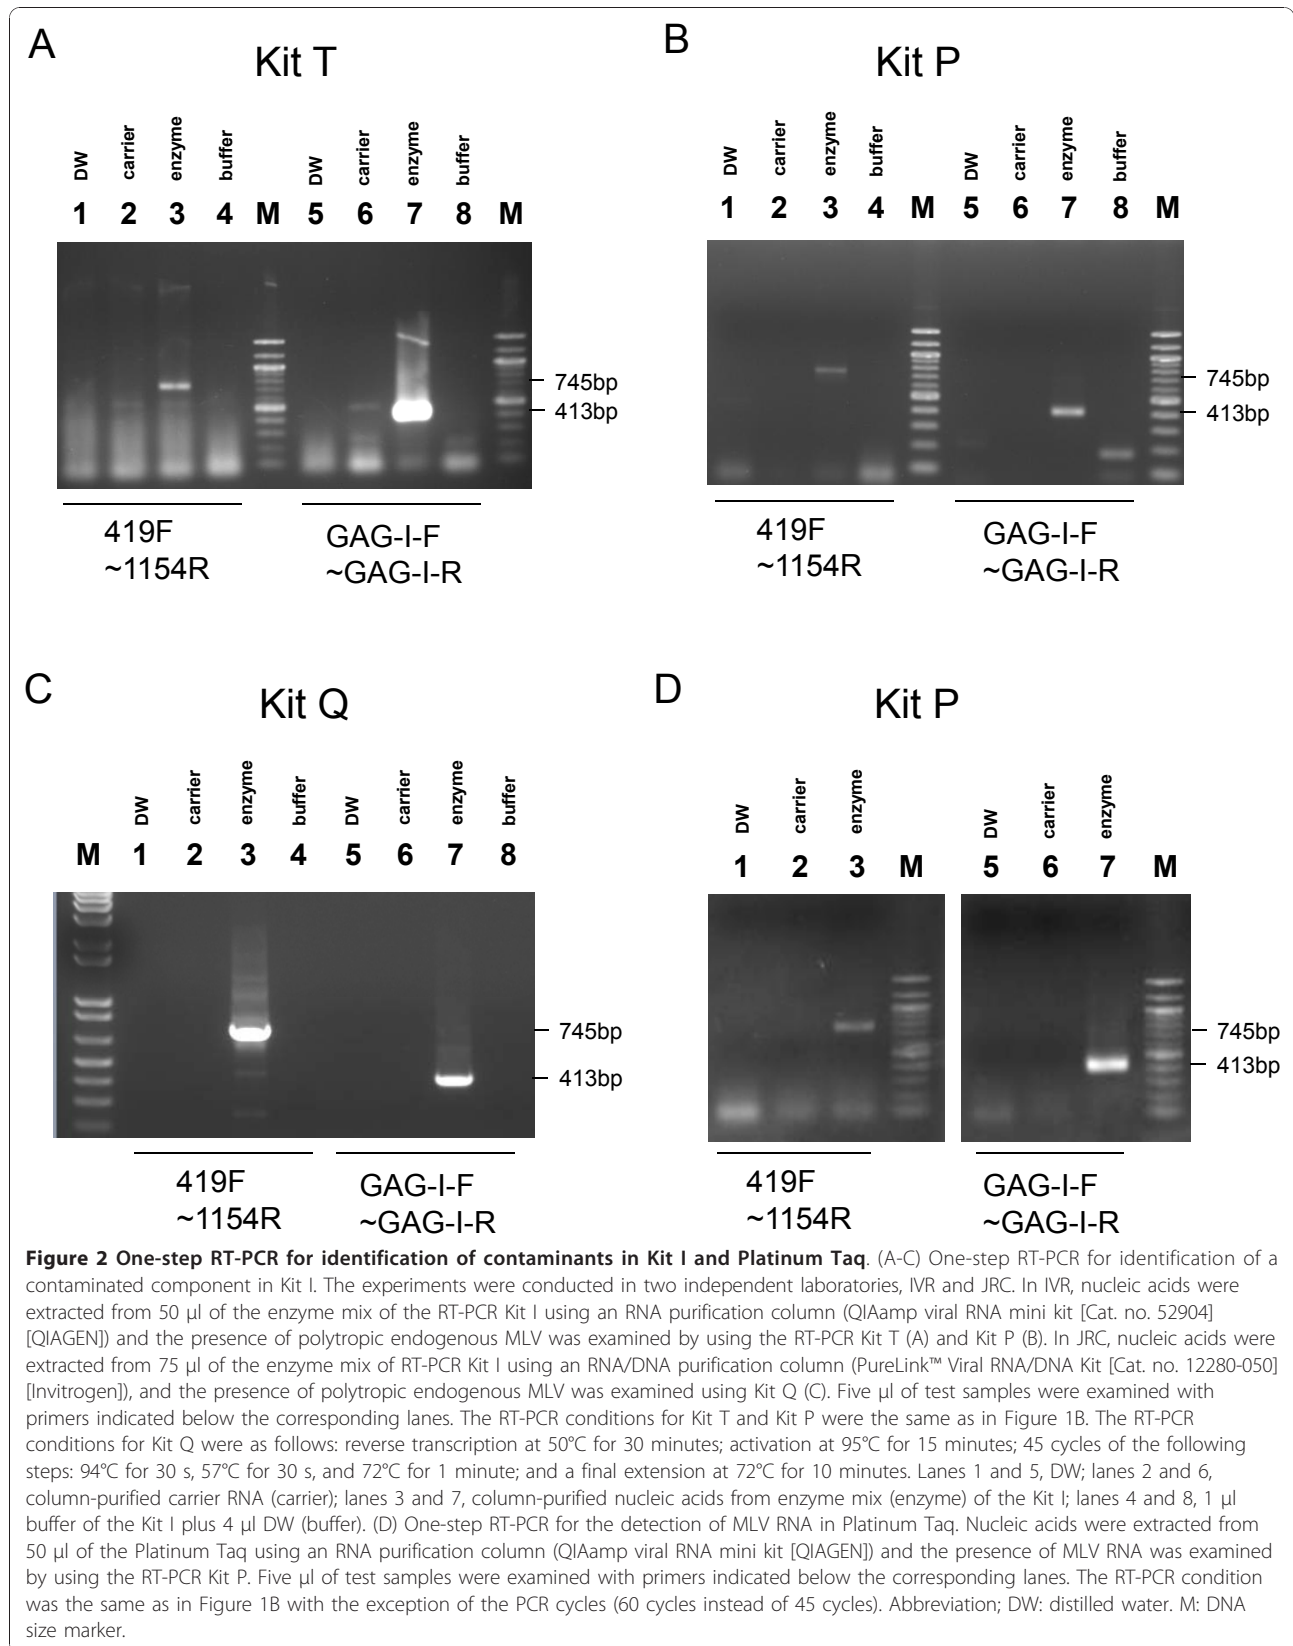 A
Kit T
DW
carrier
enzyme
buffer
DW
carrier
enzyme
buffer
1 2 3 4 M 5 6 7 8 M
745bp
413bp
419F
~1154R
GAG-I-F
~GAG-I-R
B
Kit P
DW
carrier
enzyme
buffer
DW
carrier
enzyme
buffer
1 2 3 4 M 5 6 7 8 M
745bp
413bp
419F
~1154R
GAG-I-F
~GAG-I-R
C
Kit Q
DW
carrier
enzyme
buffer
DW
carrier
enzyme
buffer
M 1 2 3 4 5 6 7 8
745bp
413bp
419F
~1154R
GAG-I-F
~GAG-I-R
D
Kit P
DW
carrier
enzyme
DW
carrier
enzyme
1 2 3 M 5 6 7 M
745bp
413bp
419F
~1154R
GAG-I-F
~GAG-I-R
Figure 2 One-step RT-PCR for identification of contaminants in Kit I and Platinum Taq. (A-C) One-step RT-PCR for identification of a
contaminated component in Kit I. The experiments were conducted in two independent laboratories, IVR and JRC. In IVR, nucleic acids were
extracted from 50 μl of the enzyme mix of the RT-PCR Kit I using an RNA purification column (QIAamp viral RNA mini kit [Cat. no. 52904]
[QIAGEN]) and the presence of polytropic endogenous MLV was examined by using the RT-PCR Kit T (A) and Kit P (B). In JRC, nucleic acids were
extracted from 75 μl of the enzyme mix of RT-PCR Kit I using an RNA/DNA purification column (PureLink™ Viral RNA/DNA Kit [Cat. no. 12280-050]
[Invitrogen]), and the presence of polytropic endogenous MLV was examined using Kit Q (C). Five μl of test samples were examined with
primers indicated below the corresponding lanes. The RT-PCR conditions for Kit T and Kit P were the same as in Figure 1B. The RT-PCR
conditions for Kit Q were as follows: reverse transcription at 50°C for 30 minutes; activation at 95°C for 15 minutes; 45 cycles of the following
steps: 94°C for 30 s, 57°C for 30 s, and 72°C for 1 minute; and a final extension at 72°C for 10 minutes. Lanes 1 and 5, DW; lanes 2 and 6,
column-purified carrier RNA (carrier); lanes 3 and 7, column-purified nucleic acids from enzyme mix (enzyme) of the Kit I; lanes 4 and 8, 1 μl
buffer of the Kit I plus 4 μl DW (buffer). (D) One-step RT-PCR for the detection of MLV RNA in Platinum Taq. Nucleic acids were extracted from
50 μl of the Platinum Taq using an RNA purification column (QIAamp viral RNA mini kit [QIAGEN]) and the presence of MLV RNA was examined
by using the RT-PCR Kit P. Five μl of test samples were examined with primers indicated below the corresponding lanes. The RT-PCR condition
was the same as in Figure 1B with the exception of the PCR cycles (60 cycles instead of 45 cycles). Abbreviation; DW: distilled water. M: DNA
size marker.